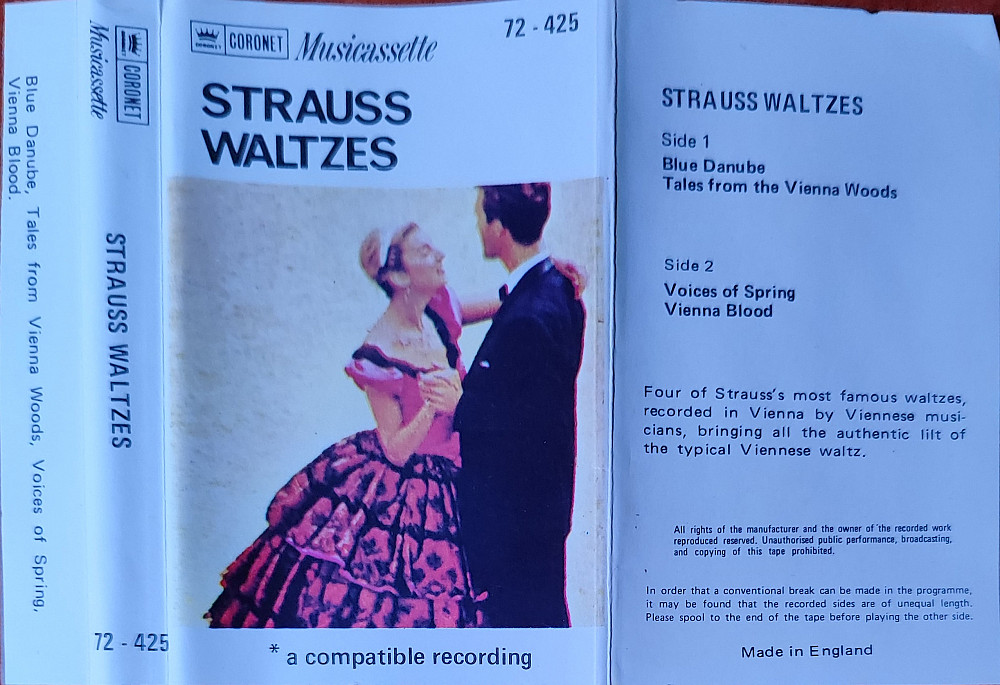 Blue Danube, Tales from Vienna Woods, Voices of Spring,
Vienna Blood.
CORONET
Musicassette
STRAUSS WALTZES
72 - 425
CORONET
CORONET Musicassette
72 - 425
STRAUSS
WALTZES
* a compatible recording
STRAUSS WALTZES
Side 1
Blue Danube
Tales from the Vienna Woods
Side 2
Voices of Spring
Vienna Blood
Four of Strauss's most famous waltzes,
recorded in Vienna by Viennese musi-
cians, bringing all the authentic lilt of
the typical Viennese waltz.
All rights of the manufacturer and the owner of the recorded work
reproduced reserved. Unauthorised public performance, broadcasting,
and copying of this tape prohibited.
In order that a conventional break can be made in the programme,
it may be found that the recorded sides are of unequal length.
Please spool to the end of the tape before playing the other side.
Made in England